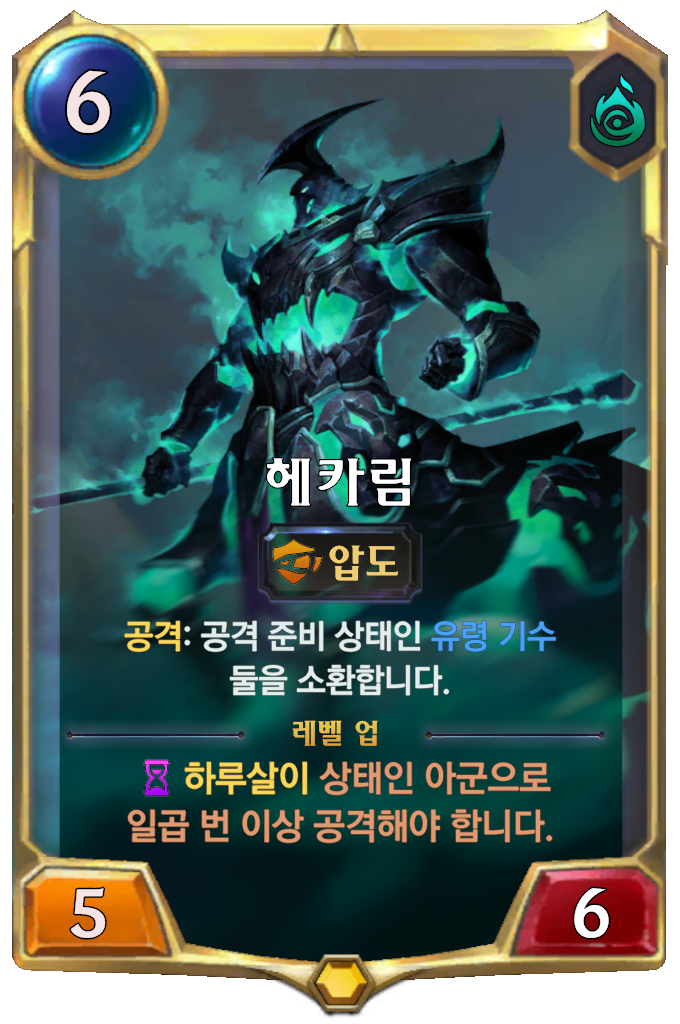 6
헤카림
압도
공격: 공격 준비 상태인 유령 기수
둘을 소환합니다.
레벨 업
하루살이 상태인 아군으로
일곱 번 이상 공격해야 합니다.
5
6